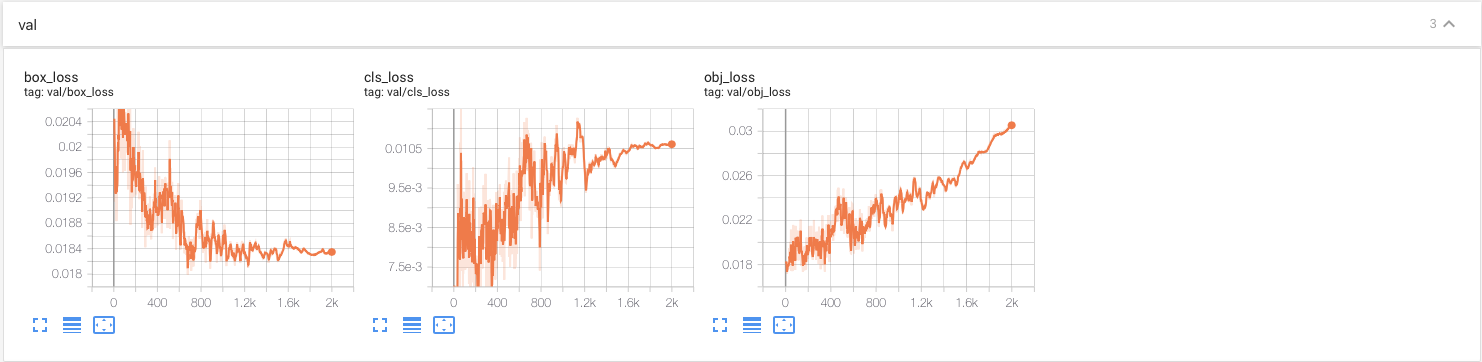 val
3
box_loss
tag: val/box_loss
0.0204
0.02
0.0196
0.0192
0.0188
0.0184
0.018
0 400 800 1.2k 1.6k 2k
cls_loss
tag: val/cls_loss
0.0105
9.5e-3
8.5e-3
7.5e-3
0 400 800 1.2k 1.6k 2k
obj_loss
tag: val/obj_loss
0.03
0.026
0.022
0.018
0 400 800 1.2k 1.6k 2k